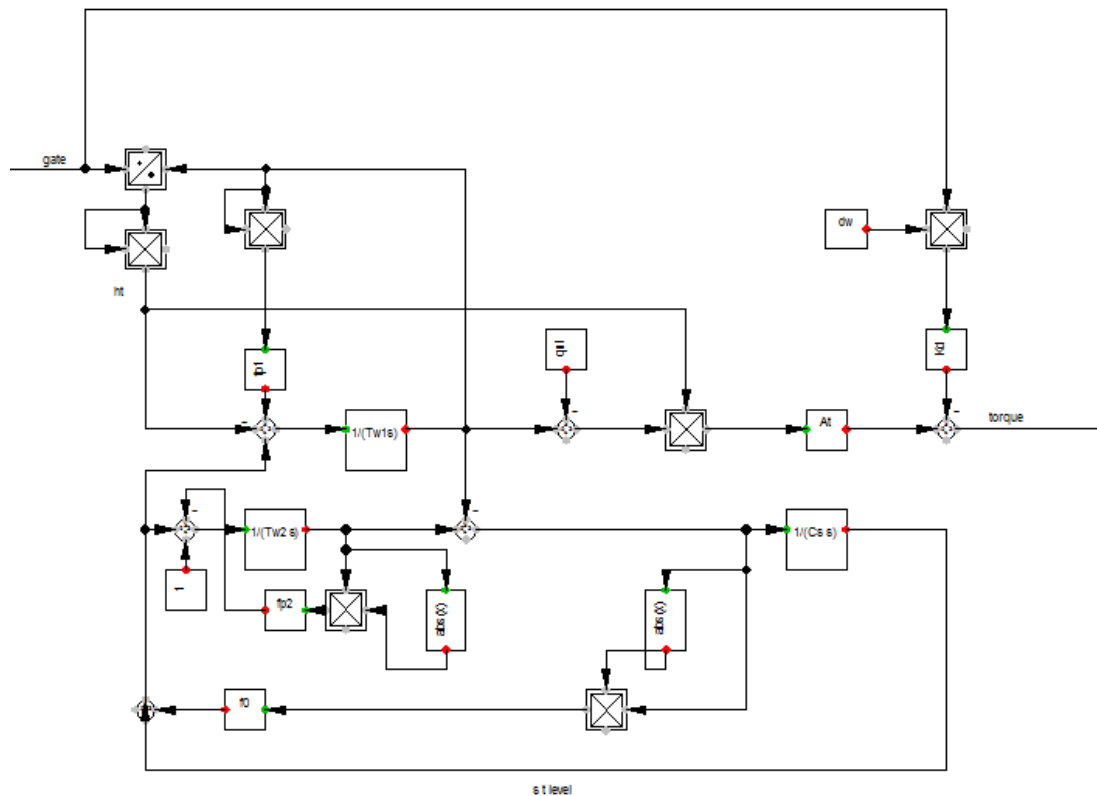 gate
dw
ht
fp1
qnl
Kd
1/(Tw1s)
At
torque
1/(Tw2 s)
1/(Cs s)
1
fp2
abs(x)
abs(x)
f0
s t level